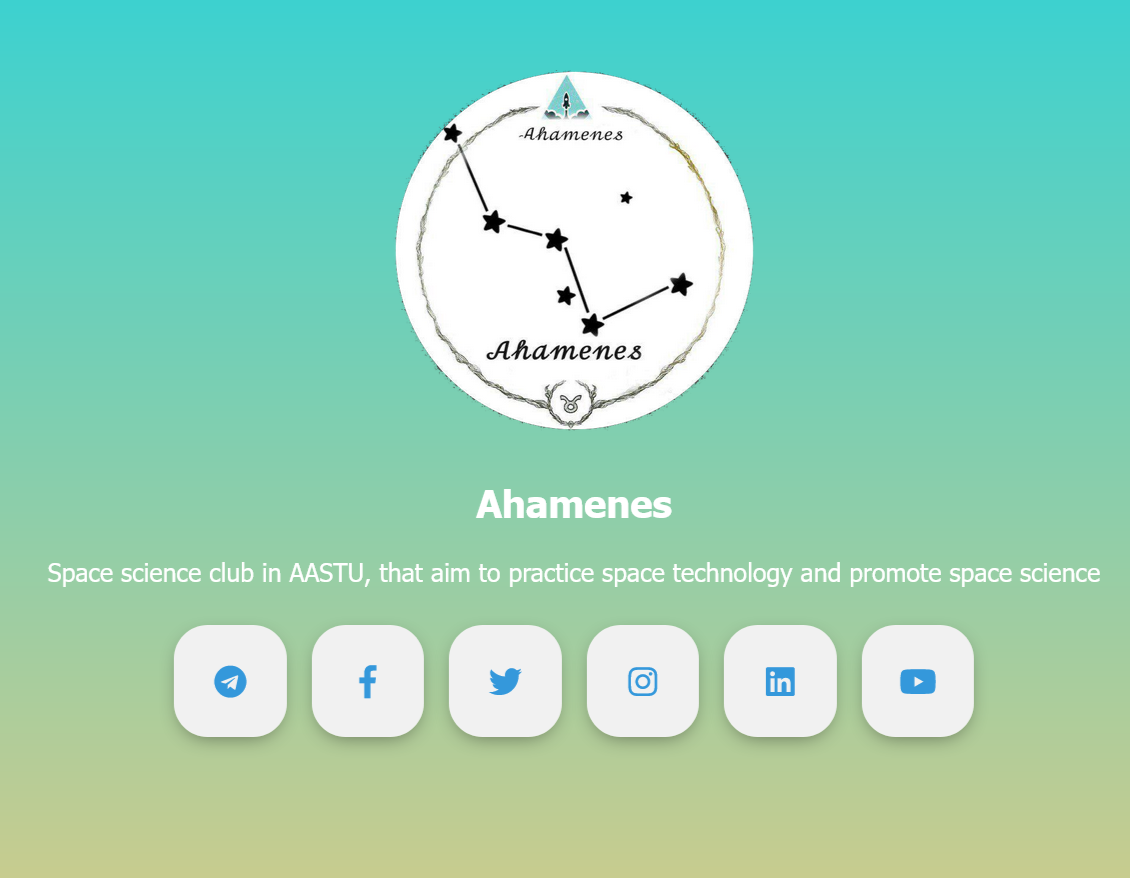 -Ahamenes
Ahamenes
Ahamenes
Space science club in AASTU, that aim to practice space technology and promote space science